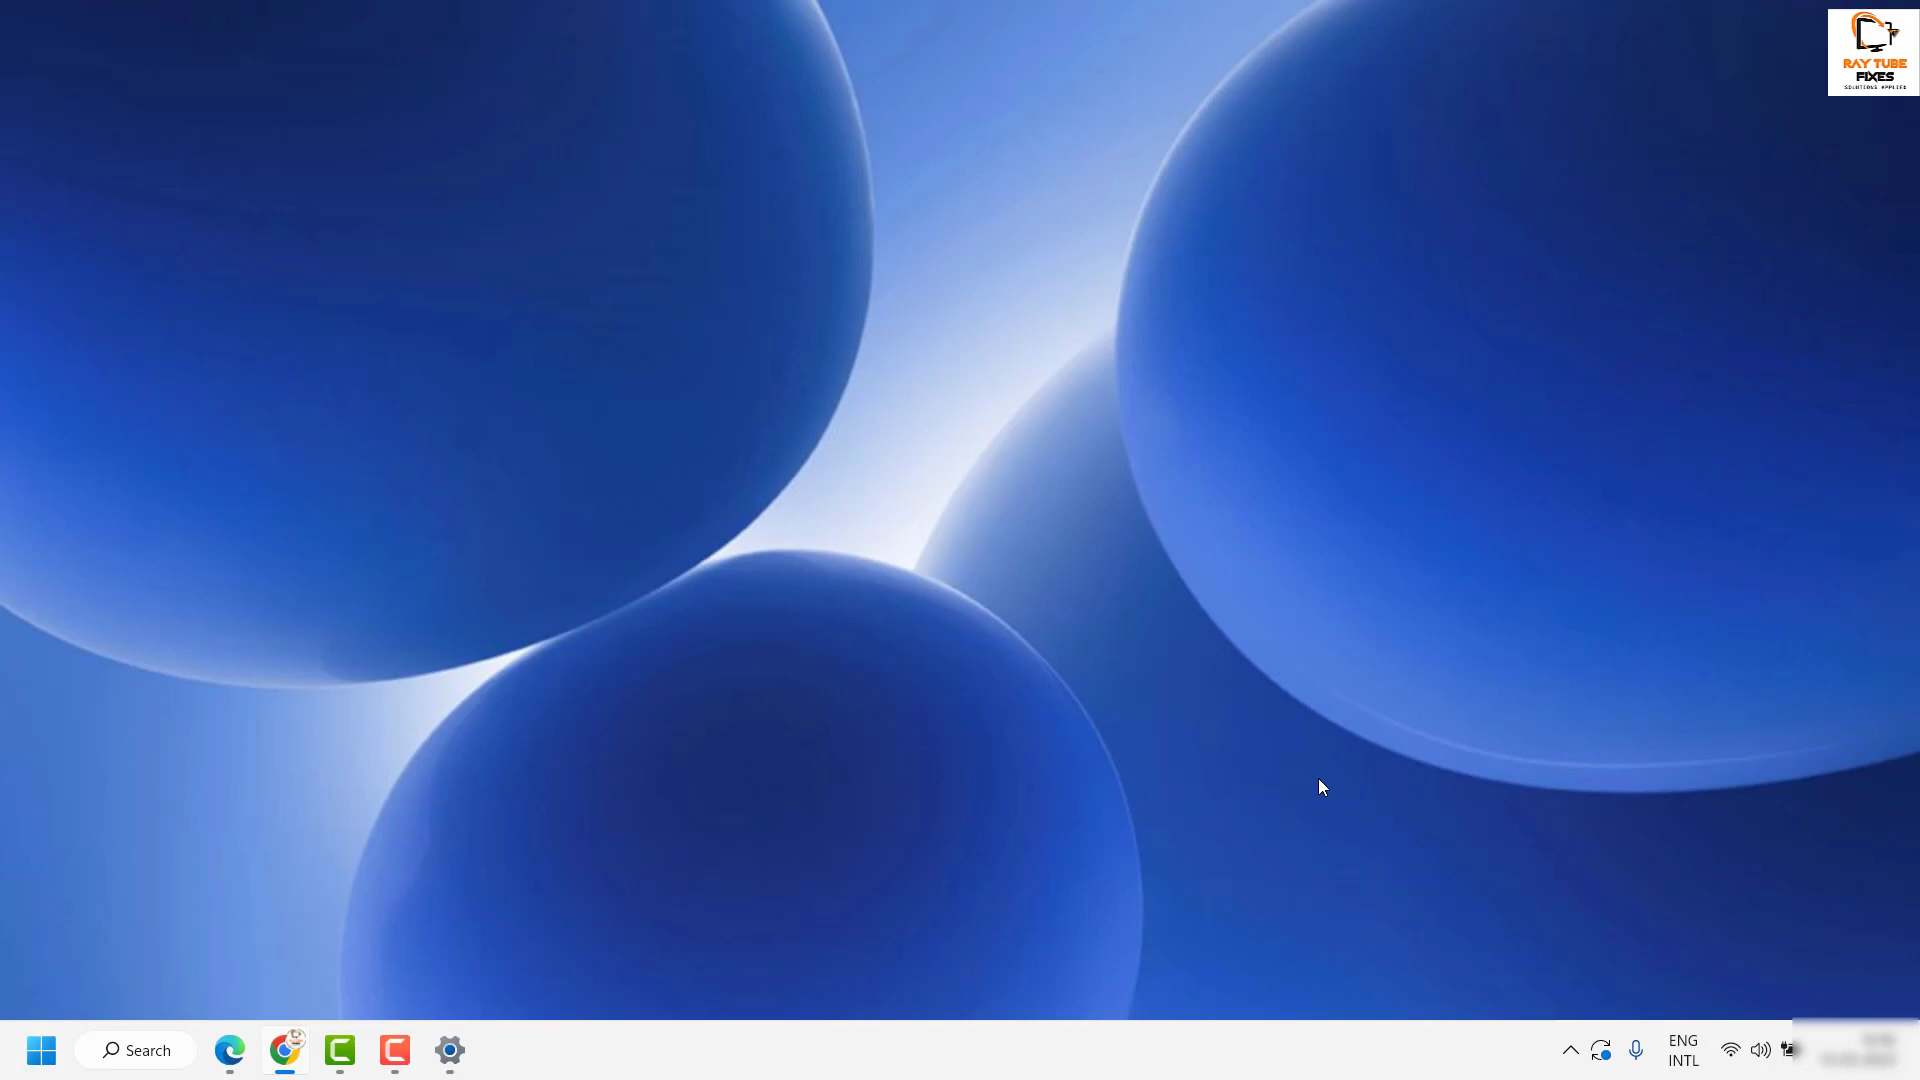 RAY TUBE
FIXES
SOLUTIONS APPLIED
Search
ENG
INTL